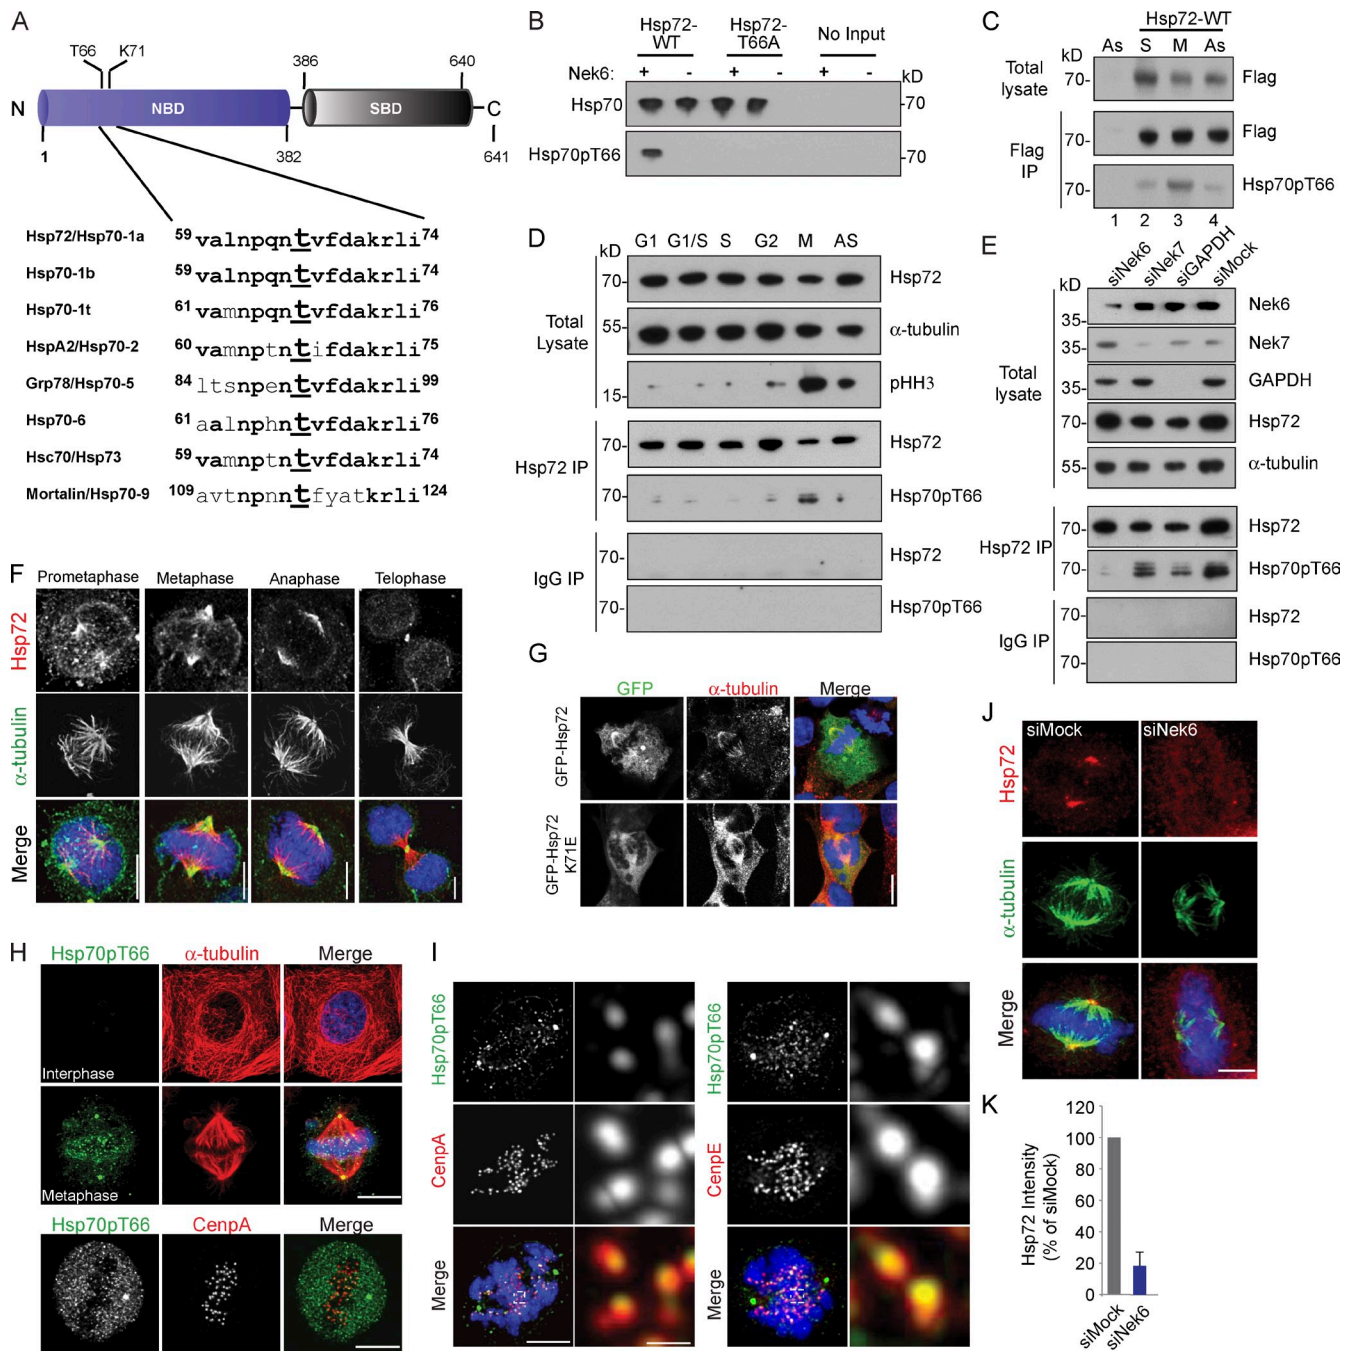 A
T66 K71
386 640
N NBD SBD C
1 382 641
Hsp72/Hsp70-1a 59 valnpqntvfdakrli 74
Hsp70-1b 59 valnpqntvfdakrli 74
Hsp70-1t 61 vamnpqntvfdakrli 76
HspA2/Hsp70-2 60 vamnptntifdakrli 75
Grp78/Hsp70-5 84 ltsnpentvfdakrli 99
Hsp70-6 61 aalnphntvfdakrli 76
Hsc70/Hsp73 59 vamnptntvfdakrli 74
Mortalin/Hsp70-9 109 avtnpnntfyatkrli 124
B
Hsp72-WT Hsp72-T66A No Input
Nek6: + - + - + - kD
Hsp70 -70
Hsp70pT66 -70
C
Hsp72-WT
kD As S M As
Total lysate 70- Flag
Flag IP 70- Flag
70- Hsp70pT66
1 2 3 4
D
kD G1 G1/S S G2 M AS
Total Lysate 70- Hsp72
55- α-tubulin
15- pHH3
Hsp72 IP Hsp72
70- Hsp70pT66
IgG IP 70- Hsp72
70- Hsp70pT66
E
kD siNek6 siNek7 siGAPDH siMock
Total lysate 35- Nek6
35- Nek7
35- GAPDH
70- Hsp72
55- α-tubulin
Hsp72 IP 70- Hsp72
70- Hsp70pT66
IgG IP 70- Hsp72
70- Hsp70pT66
F
Prometaphase Metaphase Anaphase Telophase
Hsp72
α-tubulin
Merge
G
GFP α-tubulin Merge
GFP-Hsp72
GFP-Hsp72 K71E
H
Hsp70pT66 α-tubulin Merge
Interphase
Metaphase
Hsp70pT66 CenpA Merge
I
Hsp70pT66 Hsp70pT66
CenpA CenpE
Merge Merge
J
siMock siNek6
Hsp72
α-tubulin
Merge
K
Hsp72 Intensity
(% of siMock)
120
100
80
60
40
20
0
siMock siNek6